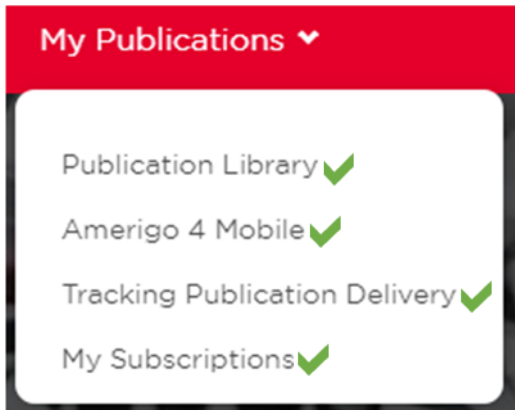 My Publications
Publication Library
Amerigo 4 Mobile
Tracking Publication Delivery
My Subscriptions